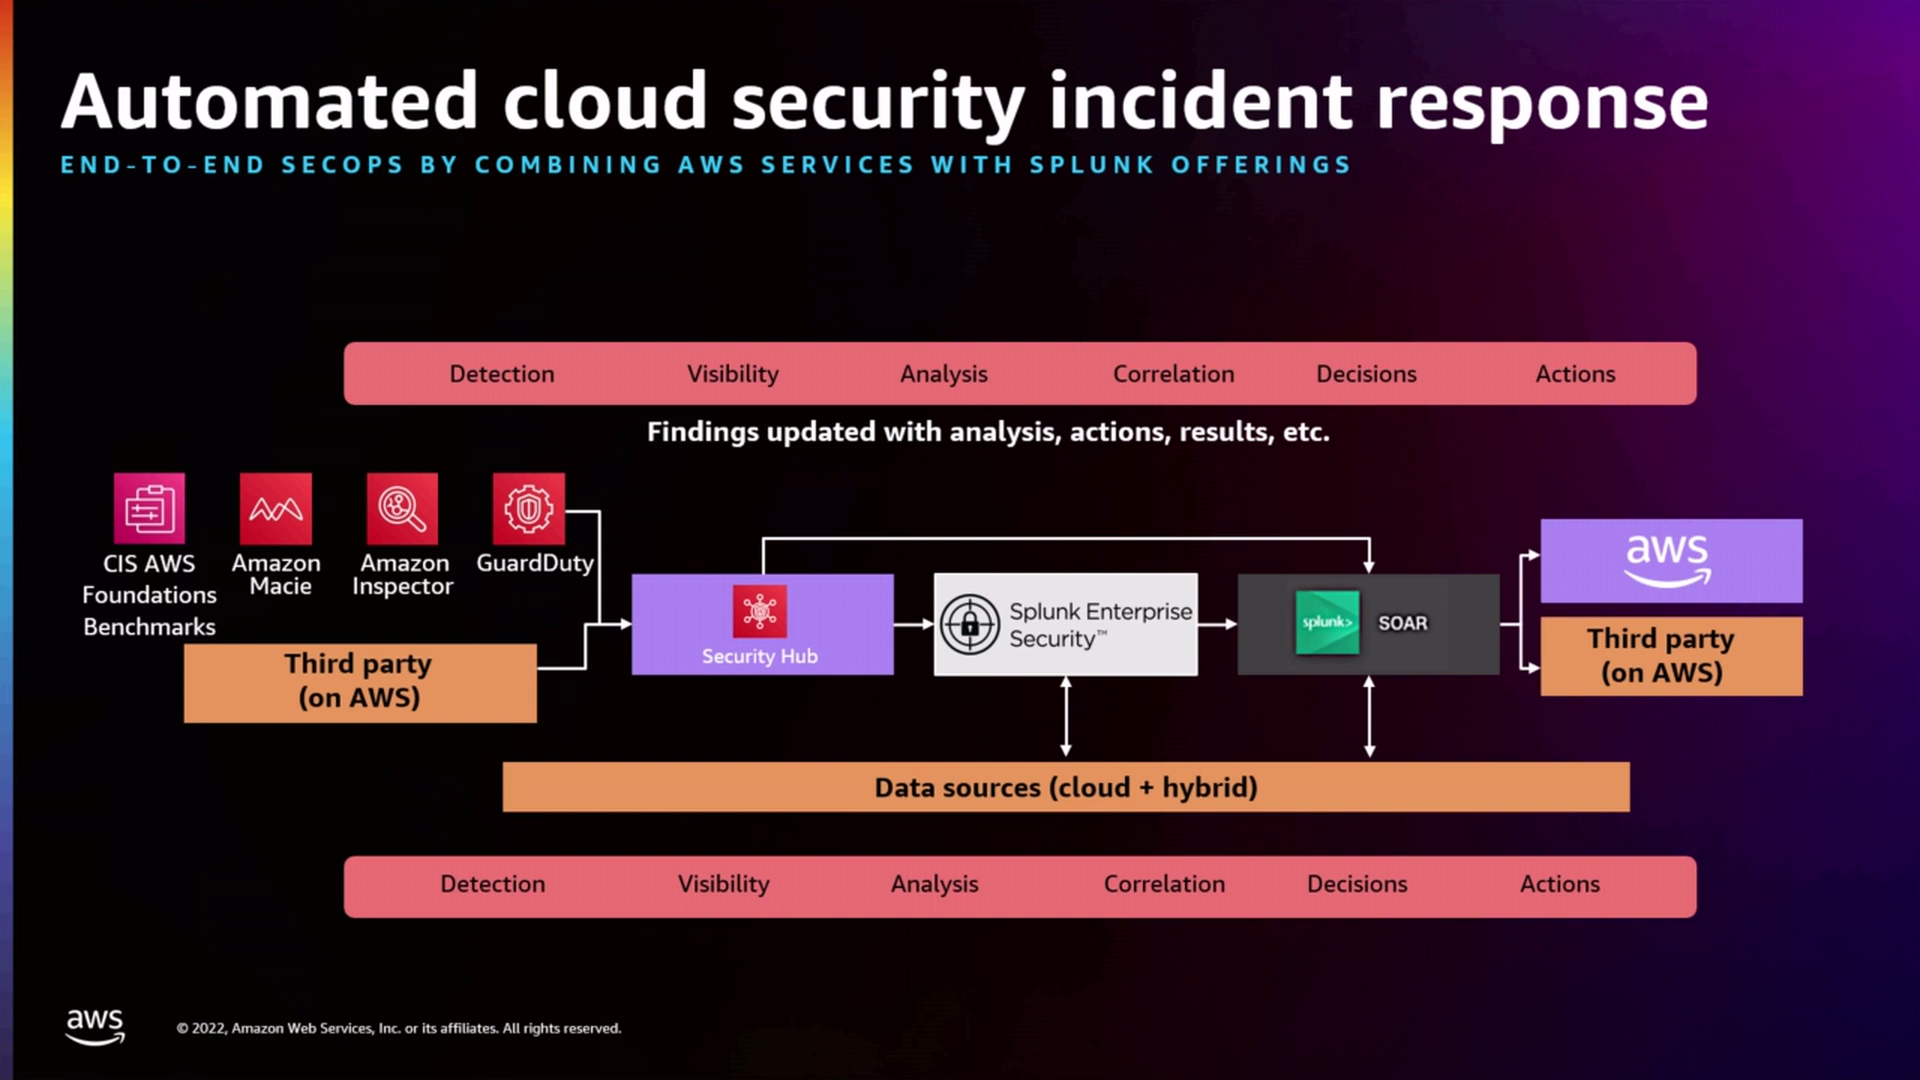 Automated cloud security incident response
END-TO-END SECOPS BY COMBINING AWS SERVICES WITH SPLUNK OFFERINGS
Detection Visibility Analysis Correlation Decisions Actions
Findings updated with analysis, actions, results, etc.
CIS AWS
Foundations
Benchmarks
Amazon
Macie
Amazon
Inspector
GuardDuty
Third party
(on AWS)
Security Hub
Splunk Enterprise
Security™
splunk>
SOAR
aws
Third party
(on AWS)
Data sources (cloud + hybrid)
Detection Visibility Analysis Correlation Decisions Actions
aws
© 2022, Amazon Web Services, Inc. or its affiliates. All rights reserved.